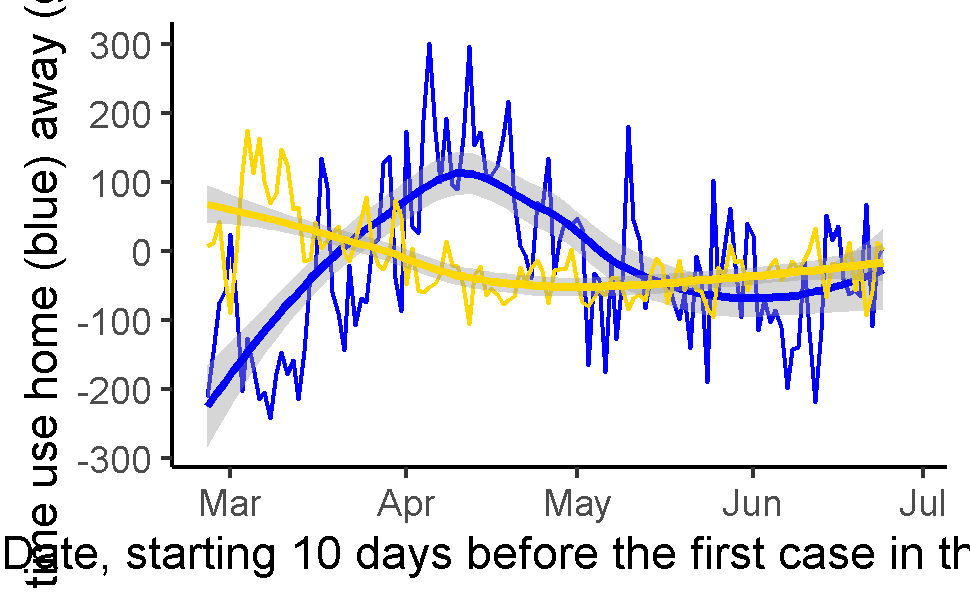 time use home (blue) away (
300
200
100
0
-100
-200
-300
Mar Apr May Jun Jul
Date, starting 10 days before the first case in th